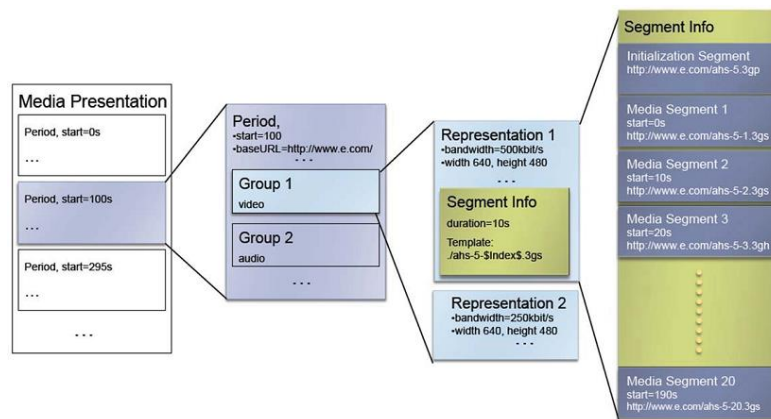 Media Presentation
Period, start=0s
...
Period, start=100s
...
Period, start=295s
...
...
Period,
•start=100
•baseURL=http://www.e.com/
...
Group 1
video
Group 2
audio
...
Representation 1
•bandwidth=500kbit/s
•width 640, height 480
...
Segment Info
duration=10s
Template:
./ahs-5-$Index$.3gs
Representation 2
•bandwidth=250kbit/s
•width 640, height 480
...
Segment Info
Initialization Segment
http://www.e.com/ahs-5.3gp
Media Segment 1
start=0s
http://www.e.com/ahs-5-1.3gs
Media Segment 2
start=10s
http://www.e.com/ahs-5-2.3gs
Media Segment 3
start=20s
http://www.e.com/ahs-5-3.3gh
Media Segment 20
start=190s
http://www.e.com/ahs-5-20.3gs